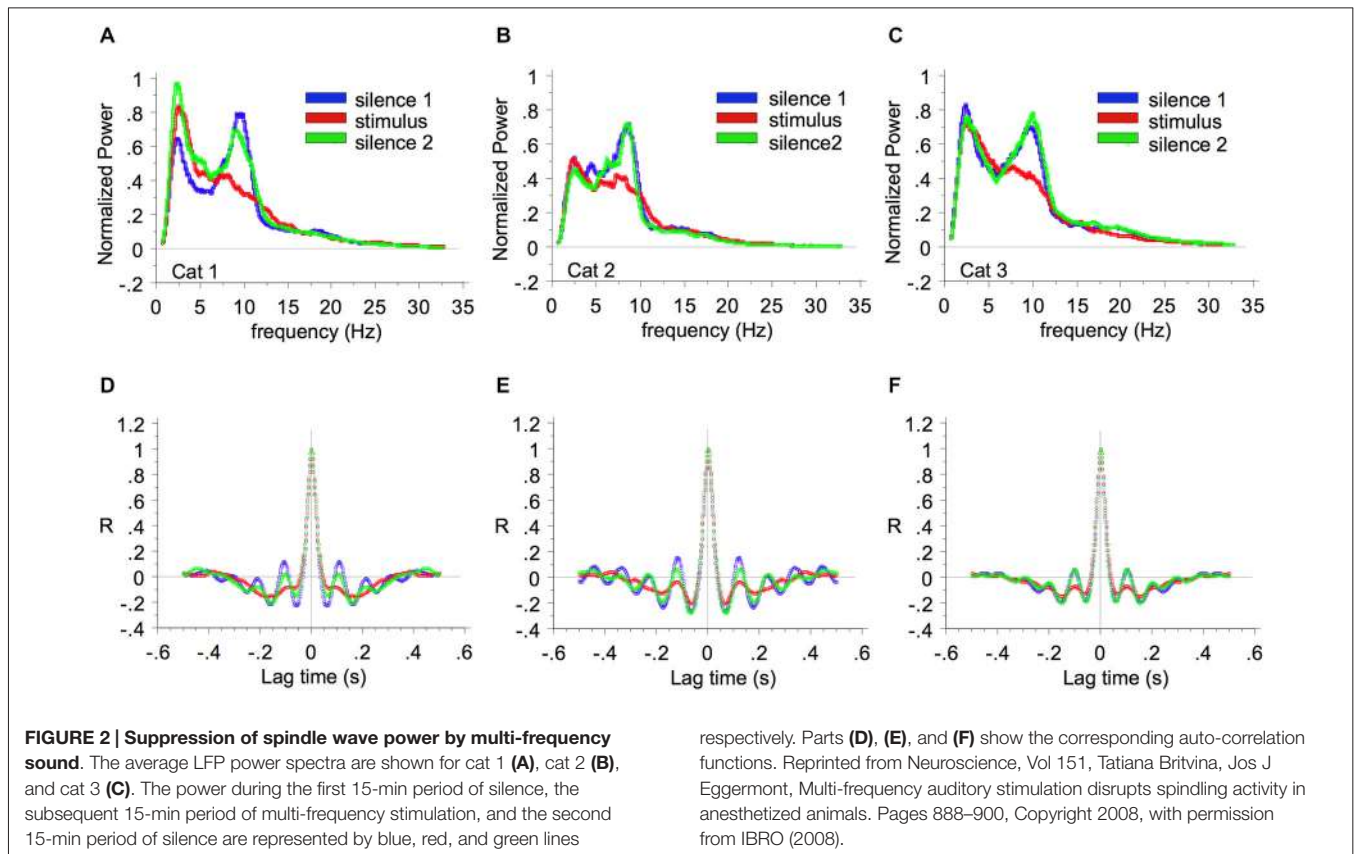 A
1
.8
.6
.4
.2
0
-.2
Normalized Power
silence 1
stimulus
silence 2
Cat 1
0 5 10 15 20 25 30 35
frequency (Hz)
B
1
.8
.6
.4
.2
0
-.2
Normalized Power
silence 1
stimulus
silence2
Cat 2
0 5 10 15 20 25 30 35
frequency (Hz)
C
1
.8
.6
.4
.2
0
-.2
Normalized Power
silence 1
stimulus
silence 2
Cat 3
0 5 10 15 20 25 30 35
frequency (Hz)
D
1.2
1
.8
.6
.4
.2
0
-.2
-.4
R
-.6 -.4 -.2 0 .2 .4 .6
Lag time (s)
E
1.2
1
.8
.6
.4
.2
0
-.2
-.4
R
-.6 -.4 -.2 0 .2 .4 .6
Lag time (s)
F
1.2
1
.8
.6
.4
.2
0
-.2
-.4
R
-.6 -.4 -.2 0 .2 .4 .6
Lag time (s)
FIGURE 2 | Suppression of spindle wave power by multi-frequency
sound. The average LFP power spectra are shown for cat 1 (A), cat 2 (B),
and cat 3 (C). The power during the first 15-min period of silence, the
subsequent 15-min period of multi-frequency stimulation, and the second
15-min period of silence are represented by blue, red, and green lines
respectively. Parts (D), (E), and (F) show the corresponding auto-correlation
functions. Reprinted from Neuroscience, Vol 151, Tatiana Britvina, Jos J
Eggermont, Multi-frequency auditory stimulation disrupts spindling activity in
anesthetized animals. Pages 888–900, Copyright 2008, with permission
from IBRO (2008).